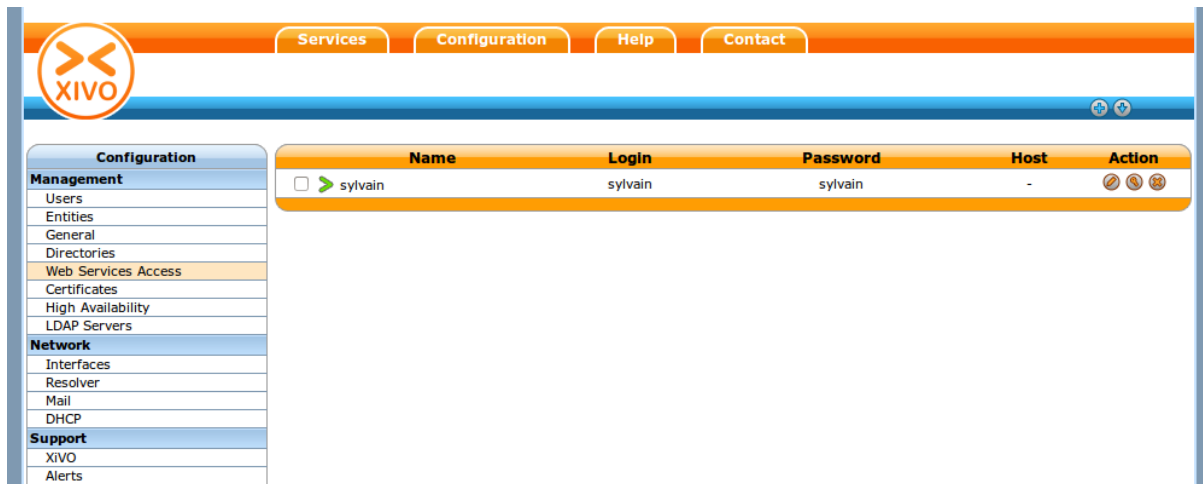 Services Configuration Help Contact
XIVO
Configuration
Management
Users
Entities
General
Directories
Web Services Access
Certificates
High Availability
LDAP Servers
Network
Interfaces
Resolver
Mail
DHCP
Support
XiVO
Alerts
Name Login Password Host Action
sylvain sylvain sylvain -